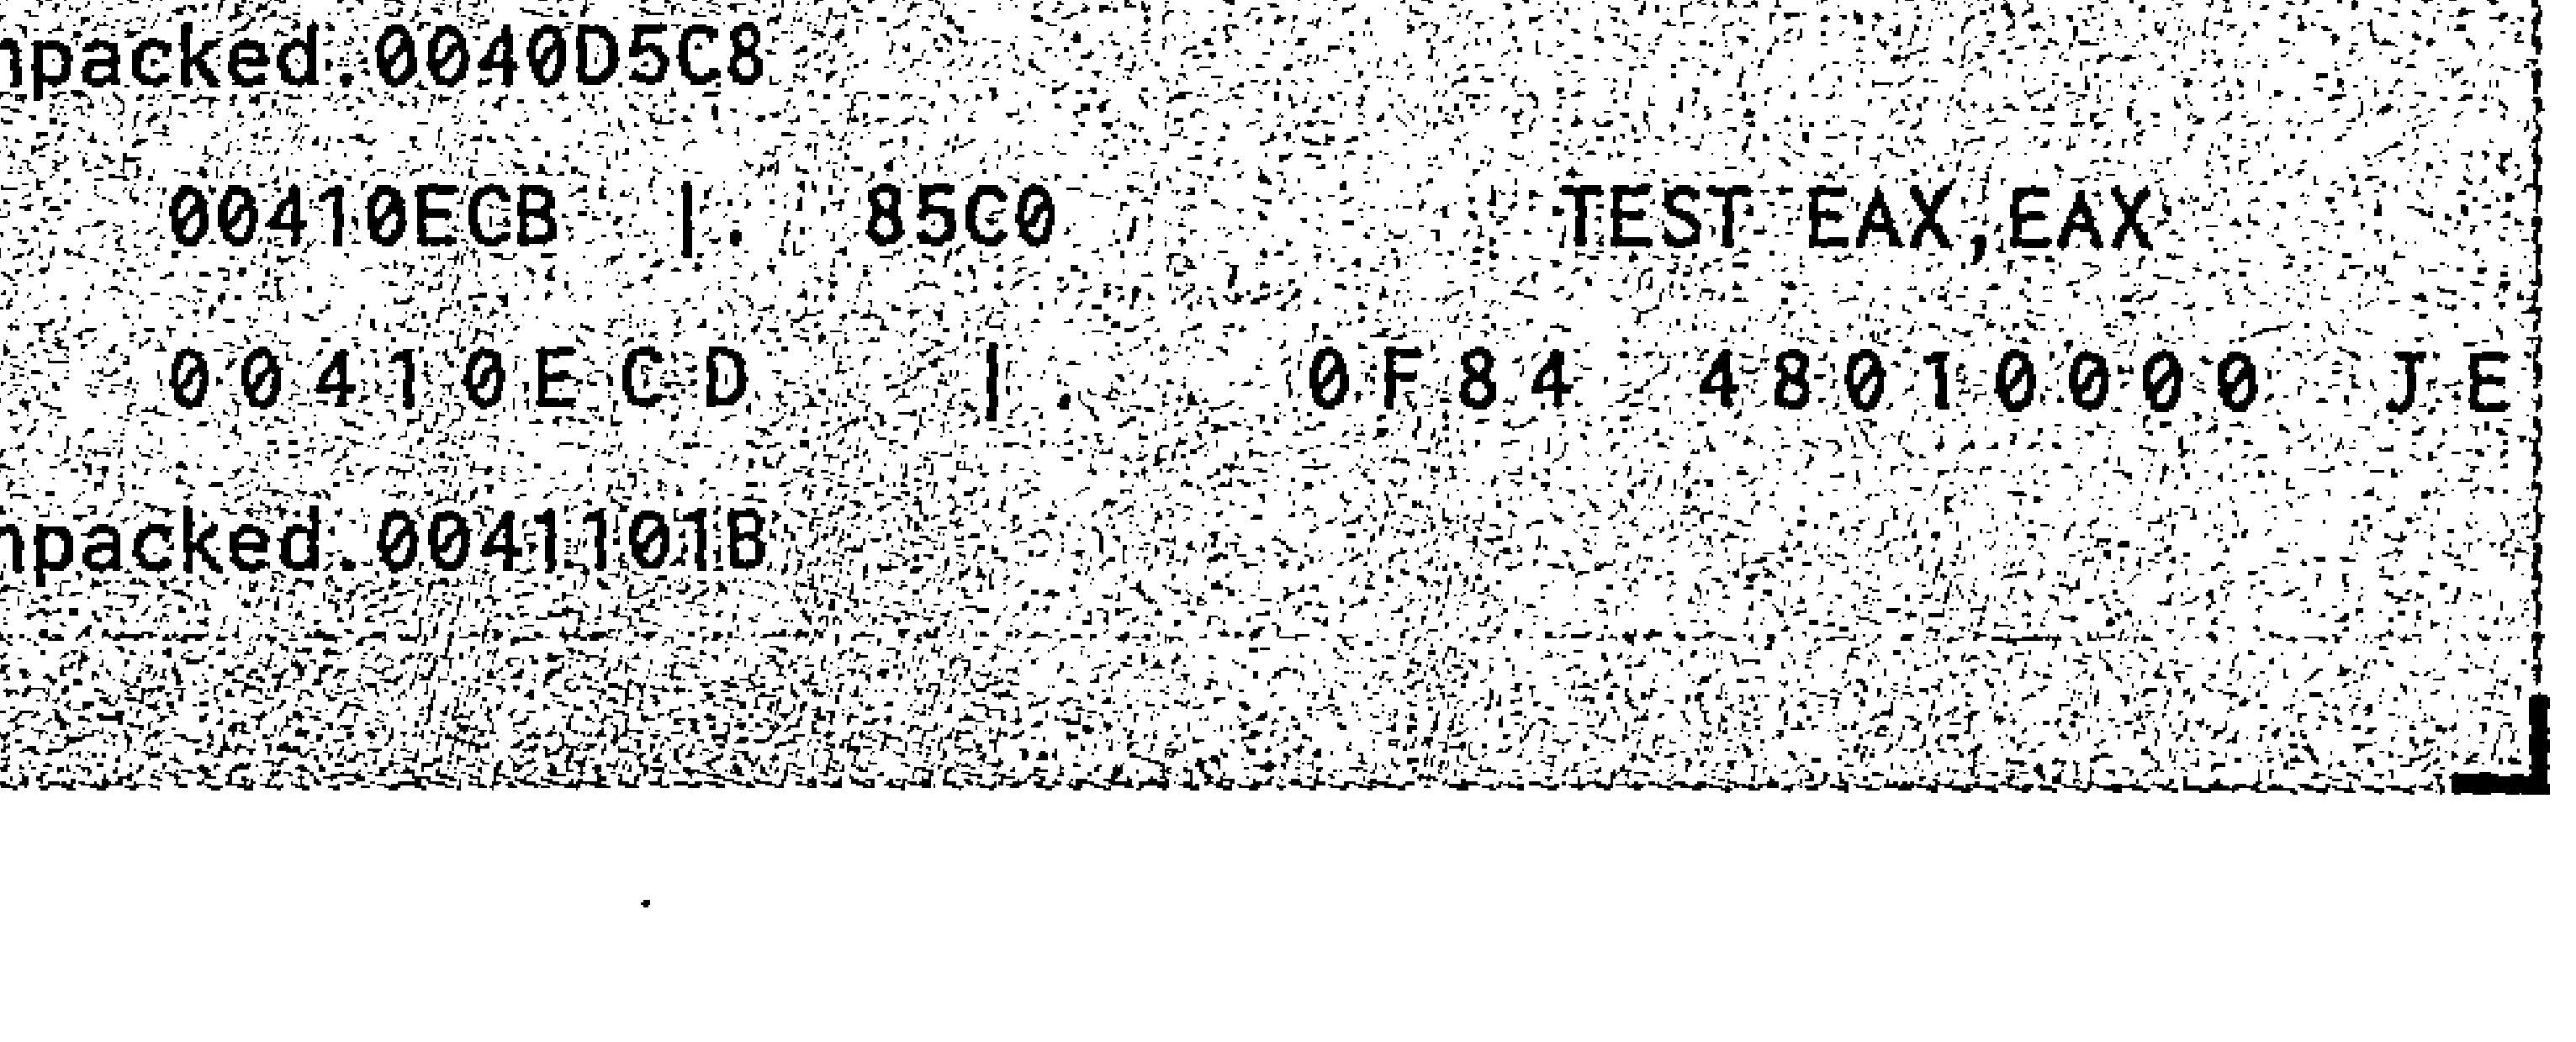 npacked.0040D5C8
00410ECB |. 85C0 TEST EAX,EAX
00410ECD |. 0F84 48010000 JE
npacked.0041101B